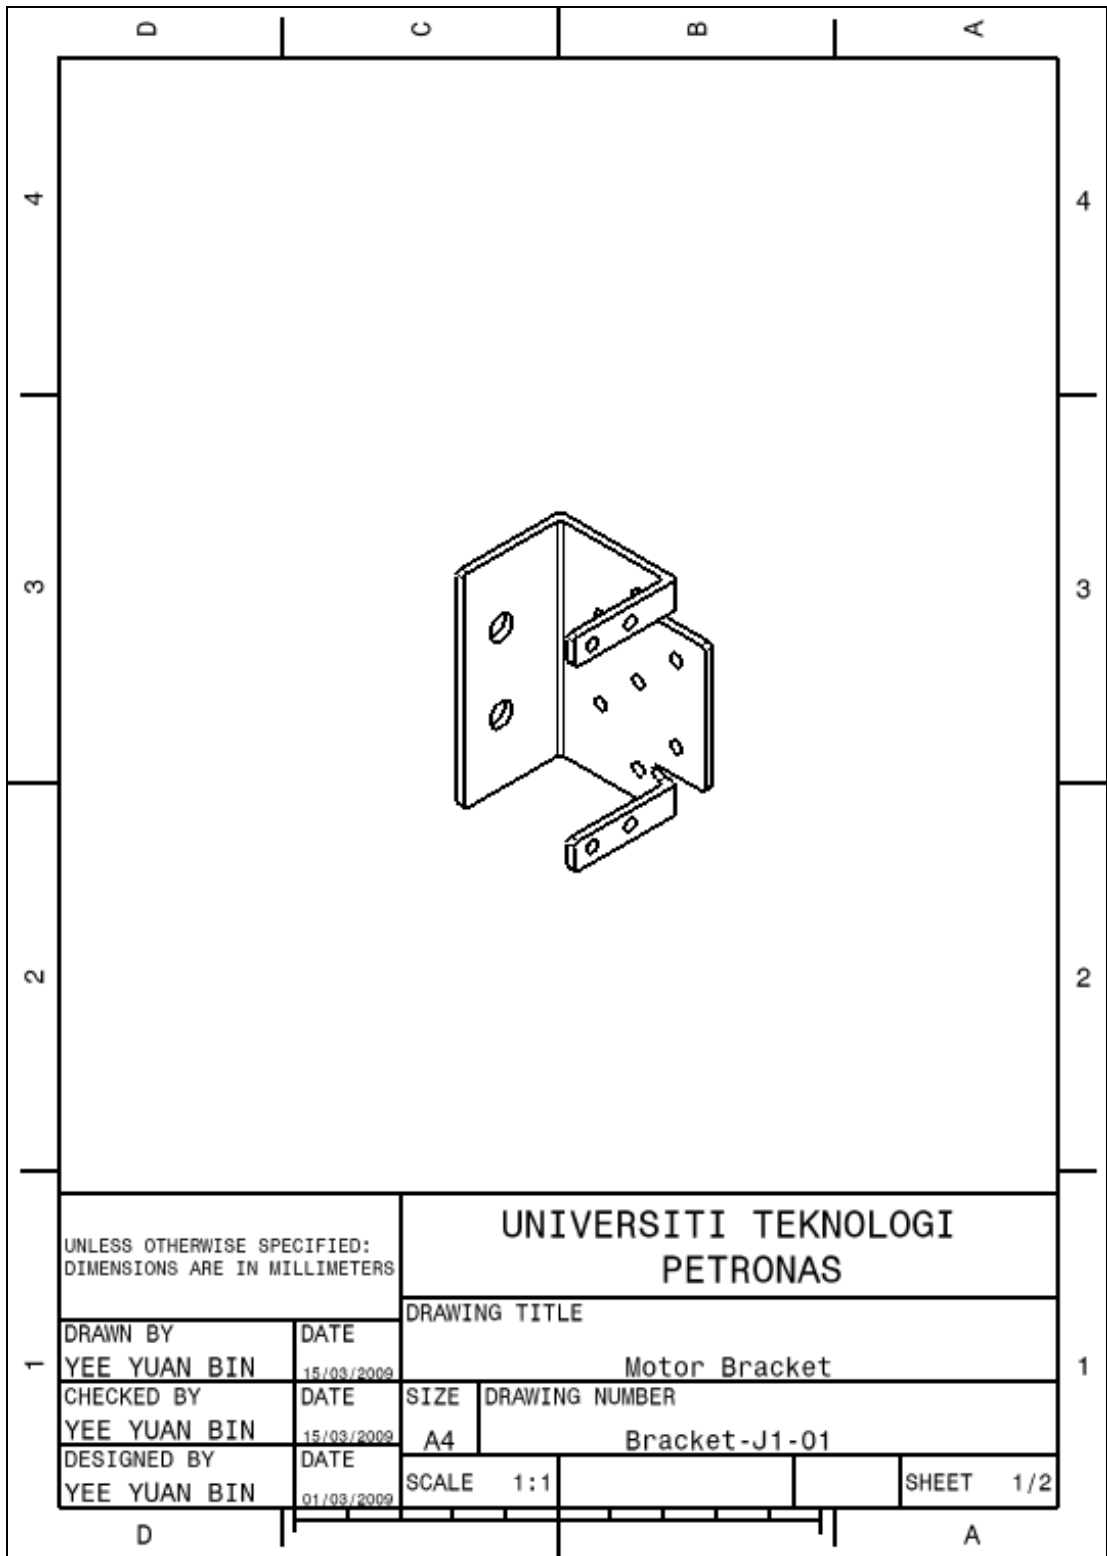 D C B A
4 4
3 3
2 2
UNLESS OTHERWISE SPECIFIED:
DIMENSIONS ARE IN MILLIMETERS
UNIVERSITI TEKNOLOGI
PETRONAS
DRAWING TITLE
Motor Bracket
DRAWN BY DATE
YEE YUAN BIN 15/03/2009
1 1
CHECKED BY DATE
YEE YUAN BIN 15/03/2009
SIZE DRAWING NUMBER
A4 Bracket-J1-01
DESIGNED BY DATE
YEE YUAN BIN 01/03/2009
SCALE 1:1 SHEET 1/2
D A